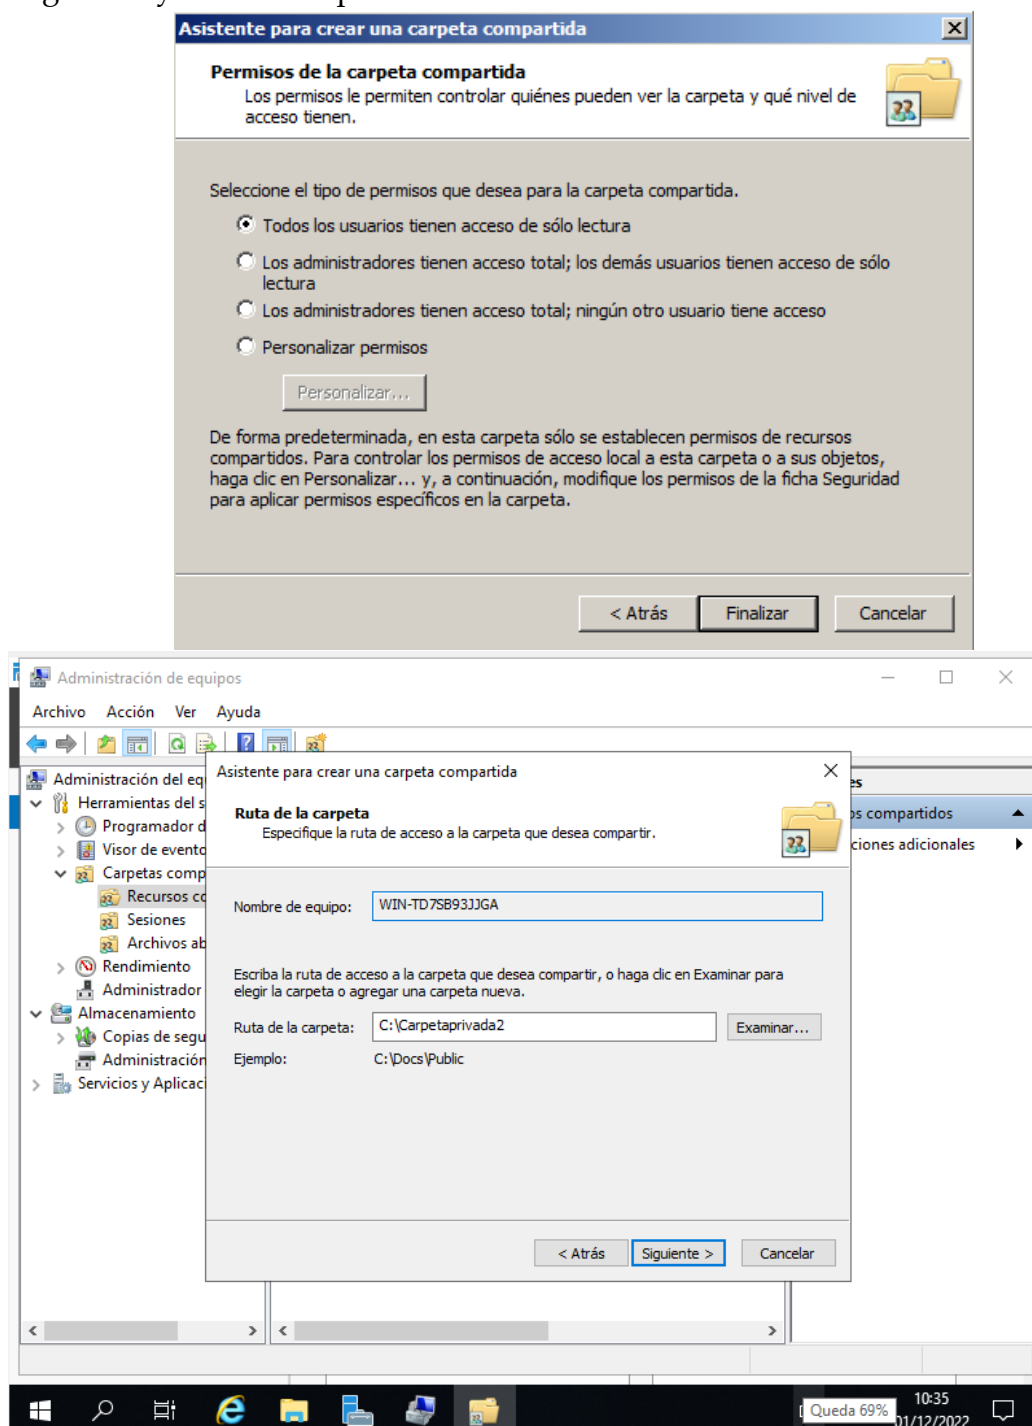 Asistente para crear una carpeta compartida
Permisos de la carpeta compartida
Los permisos le permiten controlar quiénes pueden ver la carpeta y qué nivel de
acceso tienen.
Seleccione el tipo de permisos que desea para la carpeta compartida.
Todos los usuarios tienen acceso de sólo lectura
Los administradores tienen acceso total; los demás usuarios tienen acceso de sólo
lectura
Los administradores tienen acceso total; ningún otro usuario tiene acceso
Personalizar permisos
Personalizar...
De forma predeterminada, en esta carpeta sólo se establecen permisos de recursos
compartidos. Para controlar los permisos de acceso local a esta carpeta o a sus objetos,
haga clic en Personalizar... y, a continuación, modifique los permisos de la ficha Seguridad
para aplicar permisos específicos en la carpeta.
< Atrás Finalizar Cancelar
Administración de equipos
Archivo Acción Ver Ayuda
Administración del equ
Herramientas del s
Programador d
Visor de evento
Carpetas comp
Recursos co
Sesiones
Archivos ab
Rendimiento
Administrador
Almacenamiento
Copias de segu
Administración
Servicios y Aplicaci
Asistente para crear una carpeta compartida
Ruta de la carpeta
Especifique la ruta de acceso a la carpeta que desea compartir.
Nombre de equipo: WIN-TD7SB93JJGA
Escriba la ruta de acceso a la carpeta que desea compartir, o haga clic en Examinar para
elegir la carpeta o agregar una carpeta nueva.
Ruta de la carpeta: C:\Carpetaprivada2 Examinar...
Ejemplo: C:\Docs\Public
< Atrás Siguiente > Cancelar
es
os compartidos
ciones adicionales
Queda 69%
10:35
01/12/2022